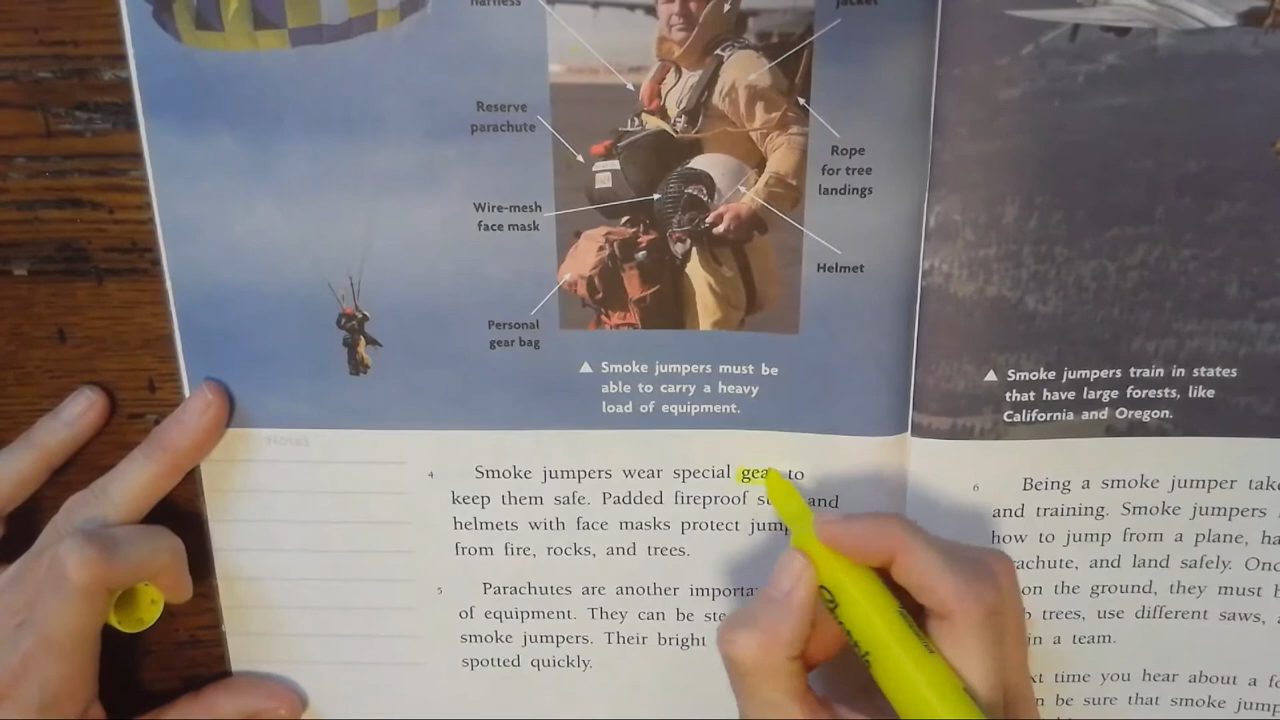 harness
jacket
Reserve
parachute
Rope
for tree
landings
Wire-mesh
face mask
Helmet
Personal
gear bag
▲ Smoke jumpers must be
able to carry a heavy
load of equipment.
▲ Smoke jumpers train in states
that have large forests, like
California and Oregon.
4 Smoke jumpers wear special gear to
keep them safe. Padded fireproof and
helmets with face masks protect
from fire, rocks, and trees.
5 Parachutes are another
of equipment. They can be
smoke jumpers. Their bright
spotted quickly.
6 Being a smoke jumper
and training. Smoke jumpers
how to jump from a plane,
and land safely.
on the ground, they must
trees, use different saws,
in a team.
time you hear about a
be sure that smoke